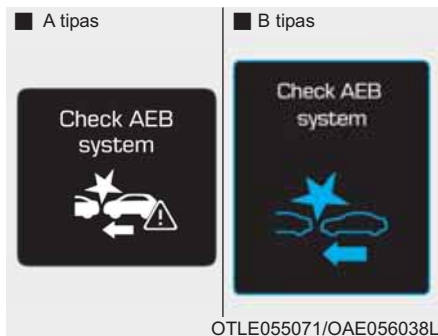 A tipas
B tipas
Check AEB
system
Check AEB
system
OTLE055071/OAE056038L